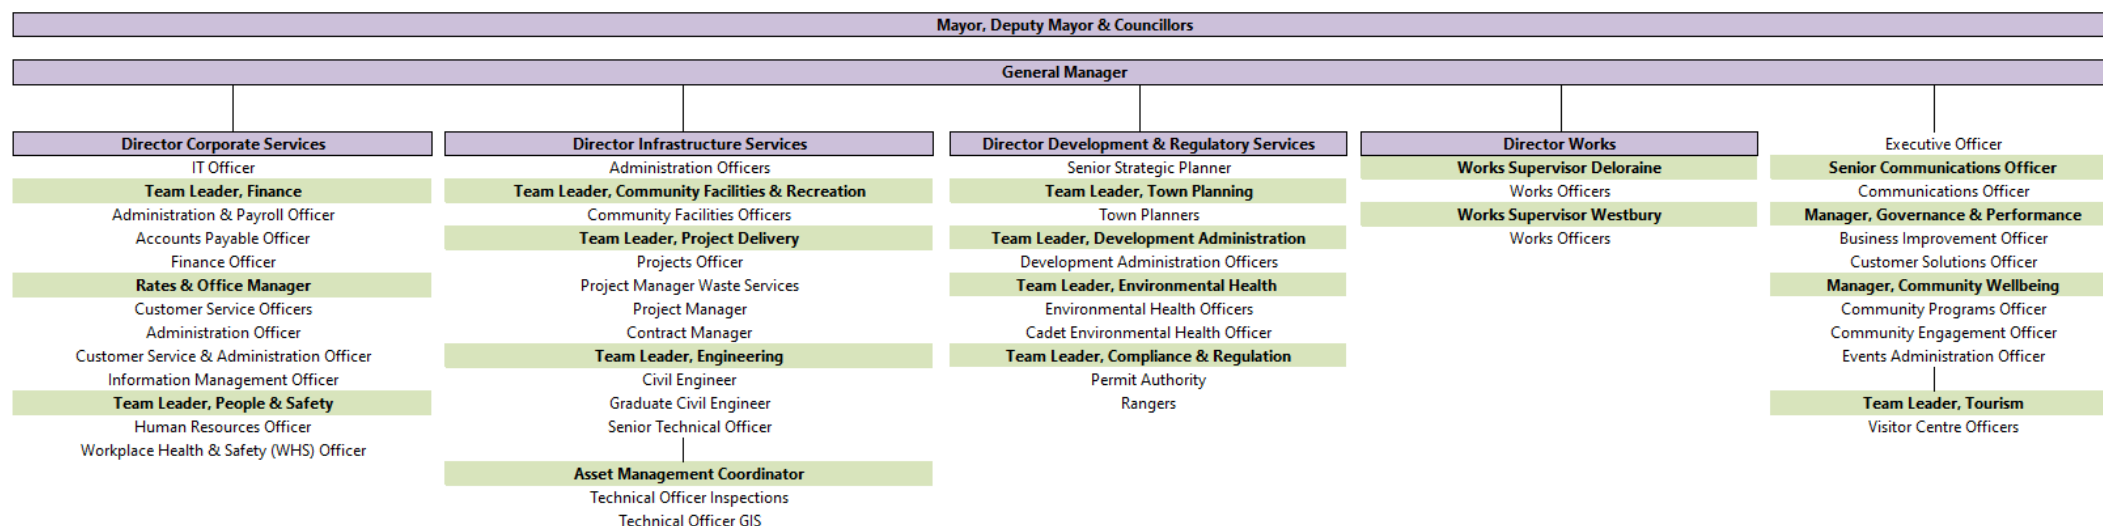 Mayor, Deputy Mayor & Councillors
General Manager
Director Corporate Services
IT Officer
Team Leader, Finance
Administration & Payroll Officer
Accounts Payable Officer
Finance Officer
Rates & Office Manager
Customer Service Officers
Administration Officer
Customer Service & Administration Officer
Information Management Officer
Team Leader, People & Safety
Human Resources Officer
Workplace Health & Safety (WHS) Officer
Director Infrastructure Services
Administration Officers
Team Leader, Community Facilities & Recreation
Community Facilities Officers
Team Leader, Project Delivery
Projects Officer
Project Manager Waste Services
Project Manager
Contract Manager
Team Leader, Engineering
Civil Engineer
Graduate Civil Engineer
Senior Technical Officer
Asset Management Coordinator
Technical Officer Inspections
Technical Officer GIS
Director Development & Regulatory Services
Senior Strategic Planner
Team Leader, Town Planning
Town Planners
Team Leader, Development Administration
Development Administration Officers
Team Leader, Environmental Health
Environmental Health Officers
Cadet Environmental Health Officer
Team Leader, Compliance & Regulation
Permit Authority
Rangers
Director Works
Works Supervisor Deloraine
Works Officers
Works Supervisor Westbury
Works Officers
Executive Officer
Senior Communications Officer
Communications Officer
Manager, Governance & Performance
Business Improvement Officer
Customer Solutions Officer
Manager, Community Wellbeing
Community Programs Officer
Community Engagement Officer
Events Administration Officer
Team Leader, Tourism
Visitor Centre Officers